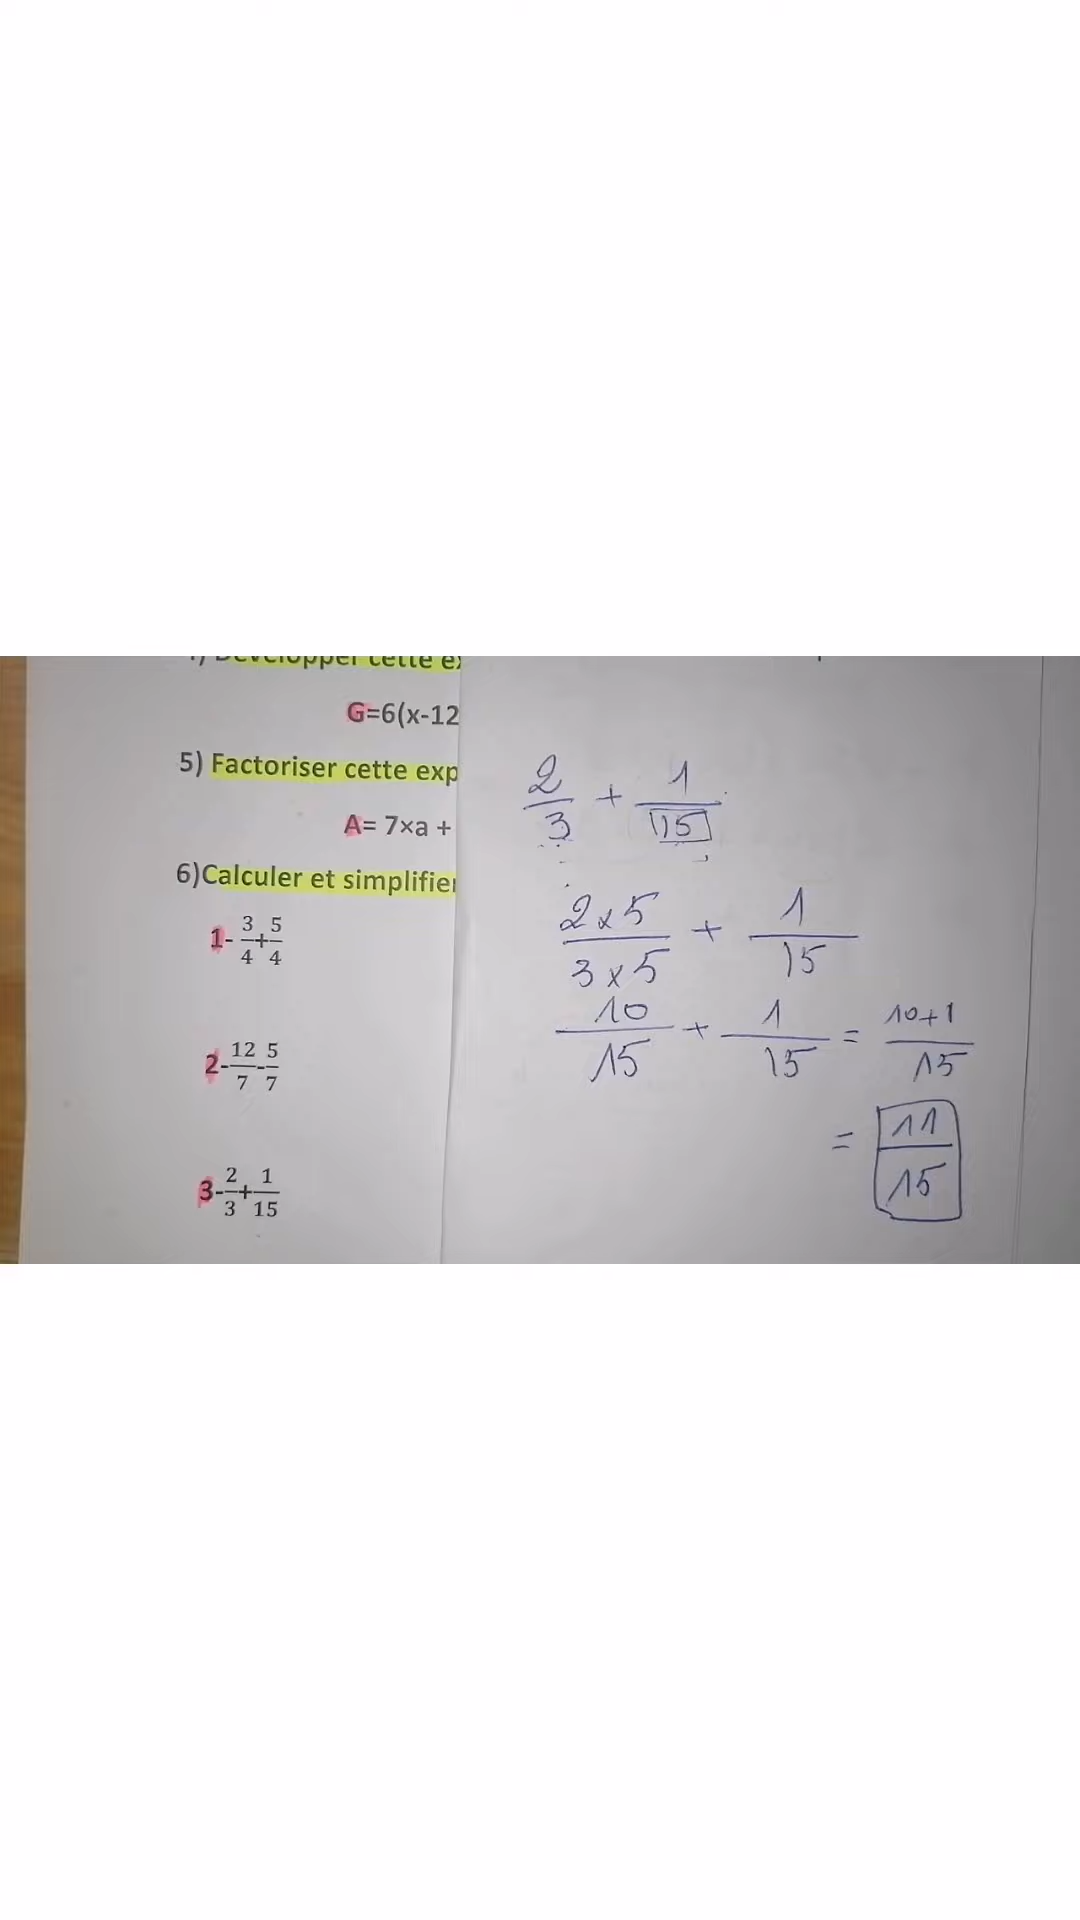 G=6(x-12
5) Factoriser cette exp
A= 7×a +
6)Calculer et simplifier
1- 3/4+5/4
2-12/7-5/7
3-2/3+1/15
2/3 + 1/15
2×5/3×5 + 1/15
10/15 + 1/15 = 10+1/15
= 11/15